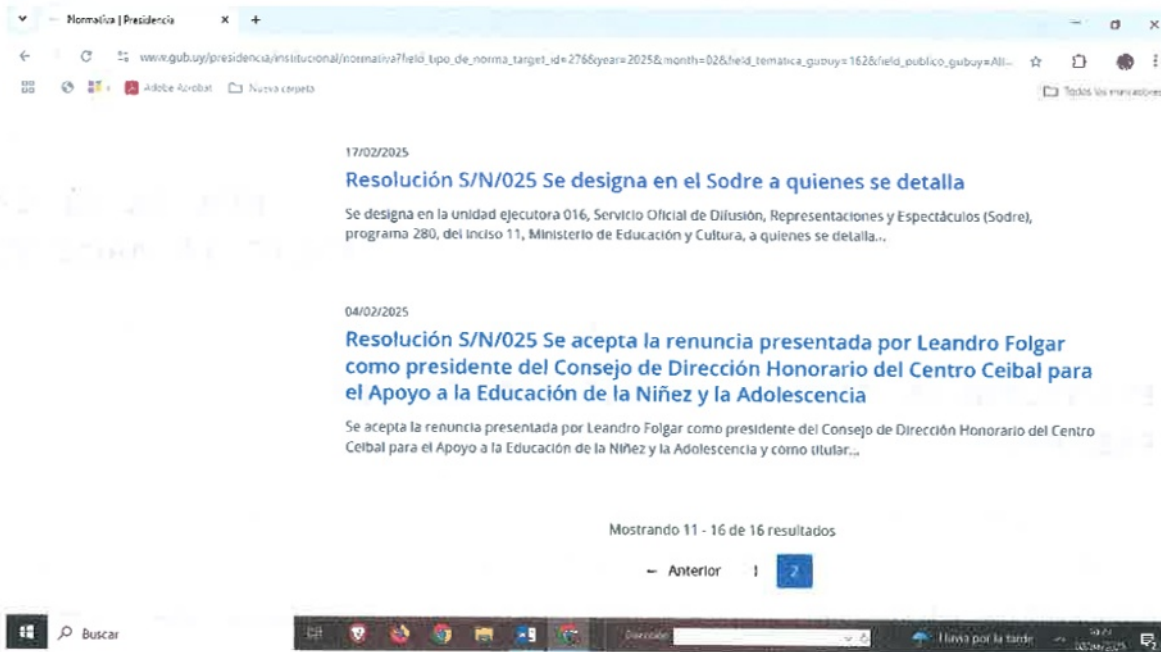 Normativa | Presidencia
www.gub.uy/presidencia/institucional/normativa?field_tipo_de_norma_target_id=276&year=2025&month=02&field_tematica_gubuy=162&field_publico_gubuy=All...
Adobe Acrobat Nueva carpeta Todos los marcadores
17/02/2025
Resolución S/N/025 Se designa en el Sodre a quienes se detalla
Se designa en la unidad ejecutora 016, Servicio Oficial de Difusión, Representaciones y Espectáculos (Sodre),
programa 280, del Inciso 11, Ministerio de Educación y Cultura, a quienes se detalla...
04/02/2025
Resolución S/N/025 Se acepta la renuncia presentada por Leandro Folgar
como presidente del Consejo de Dirección Honorario del Centro Ceibal para
el Apoyo a la Educación de la Niñez y la Adolescencia
Se acepta la renuncia presentada por Leandro Folgar como presidente del Consejo de Dirección Honorario del Centro
Ceibal para el Apoyo a la Educación de la Niñez y la Adolescencia y como titular...
Mostrando 11 - 16 de 16 resultados
Anterior 1 2
Buscar Dirección Lluvia por la tarde